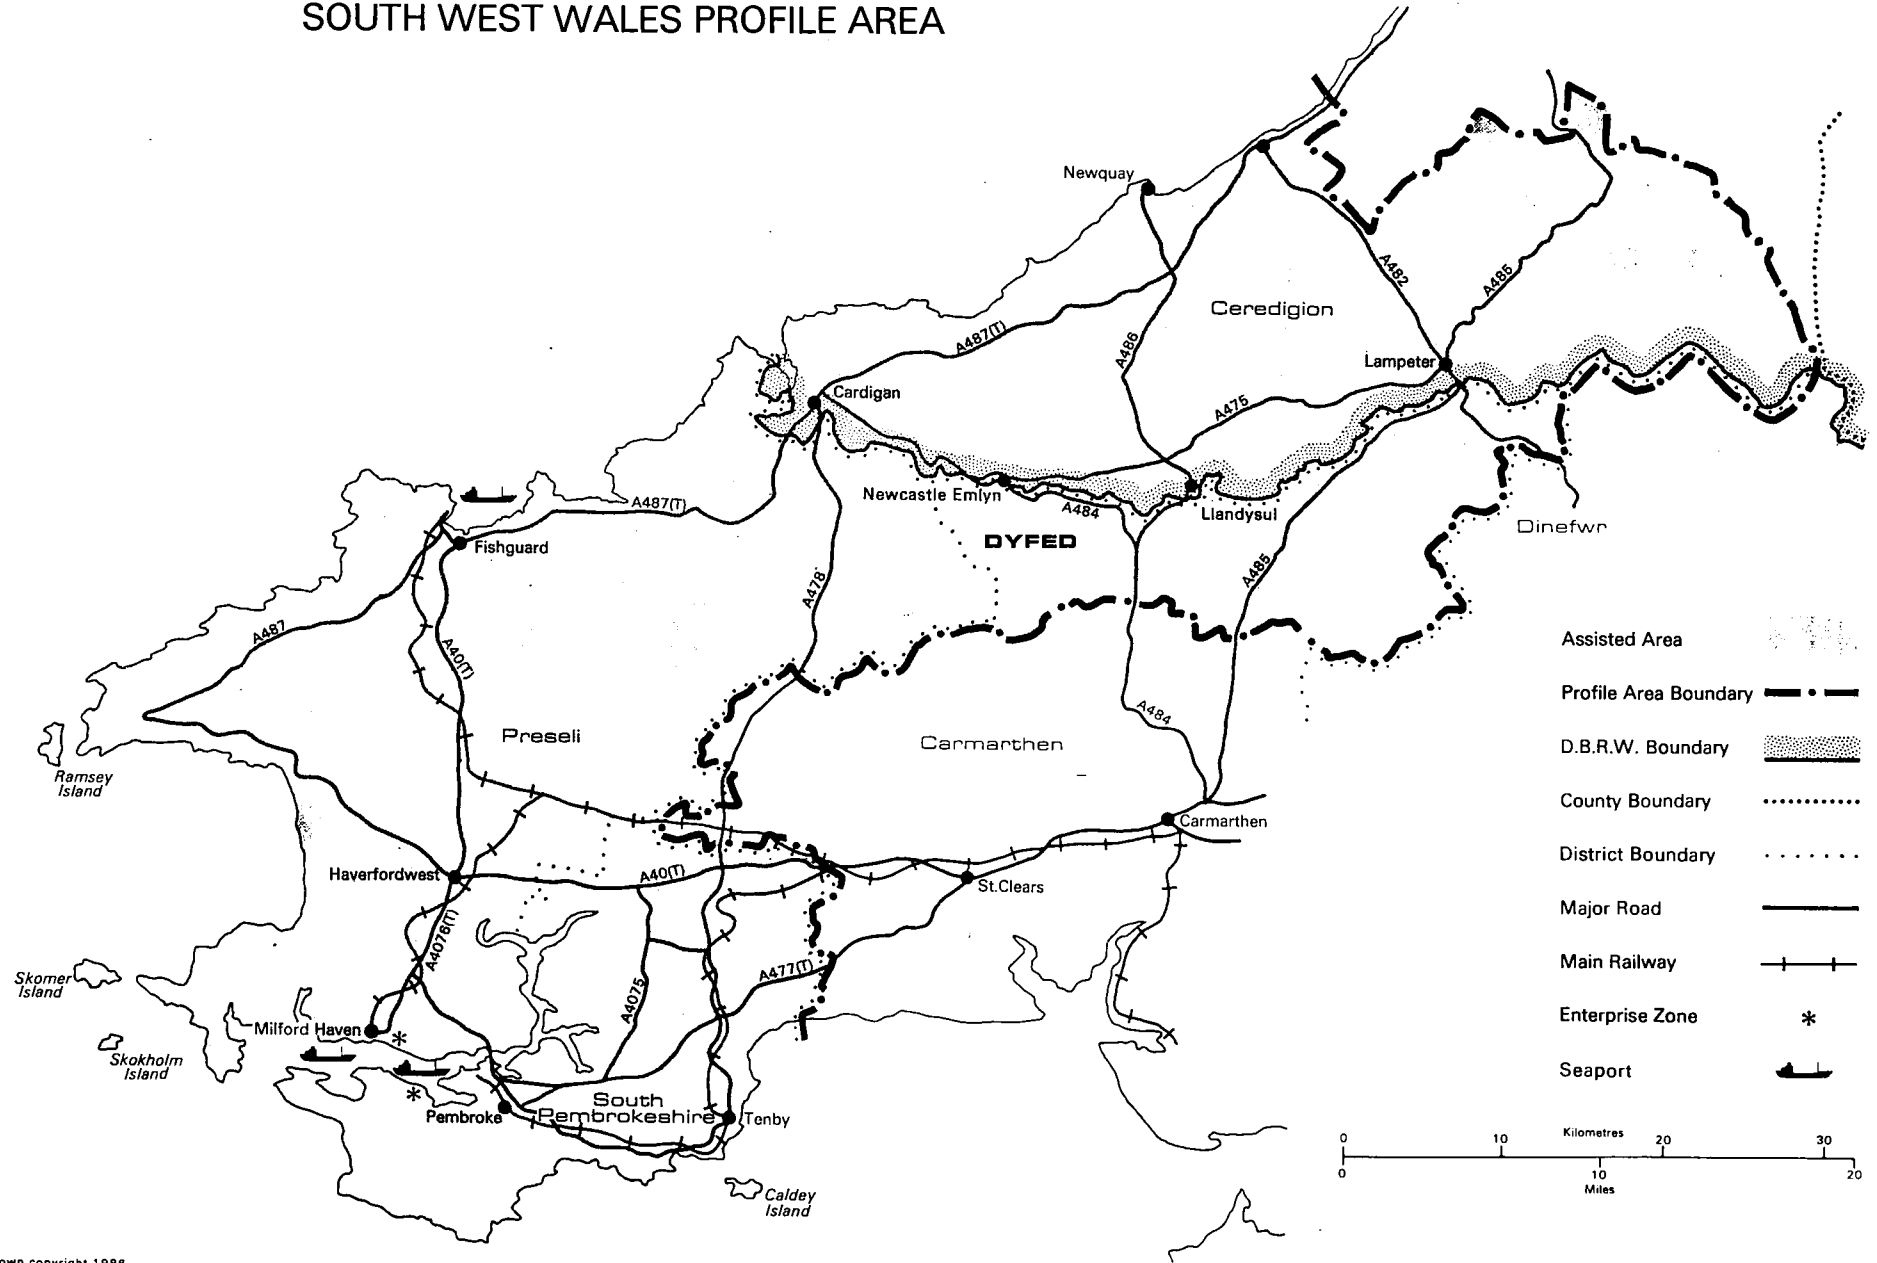 SOUTH WEST WALES PROFILE AREA
Newquay
A482
A485
Ceredigion
A487(T)
A486
Lampeter
Cardigan
A475
Newcastle Emlyn
A487(T)
A484
Llandysul
Dinefwr
DYFED
Fishguard
A478
A485
A487
A40(T)
Assisted Area
Profile Area Boundary
A484
Preseli
Carmarthen
D.B.R.W. Boundary
Ramsey
Island
County Boundary
Carmarthen
District Boundary
Haverfordwest
A40(T)
St.Clears
Major Road
A4076(T)
Main Railway
A477(T)
Skomer
Island
A4075
Enterprise Zone
*
Milford Haven
*
Skokholm
Island
Seaport
*
South
Pembrokeshire
Pembroke
Tenby
0 10 Kilometres 20 30
0 10 20
Miles
Caldey
Island
copyright 1986